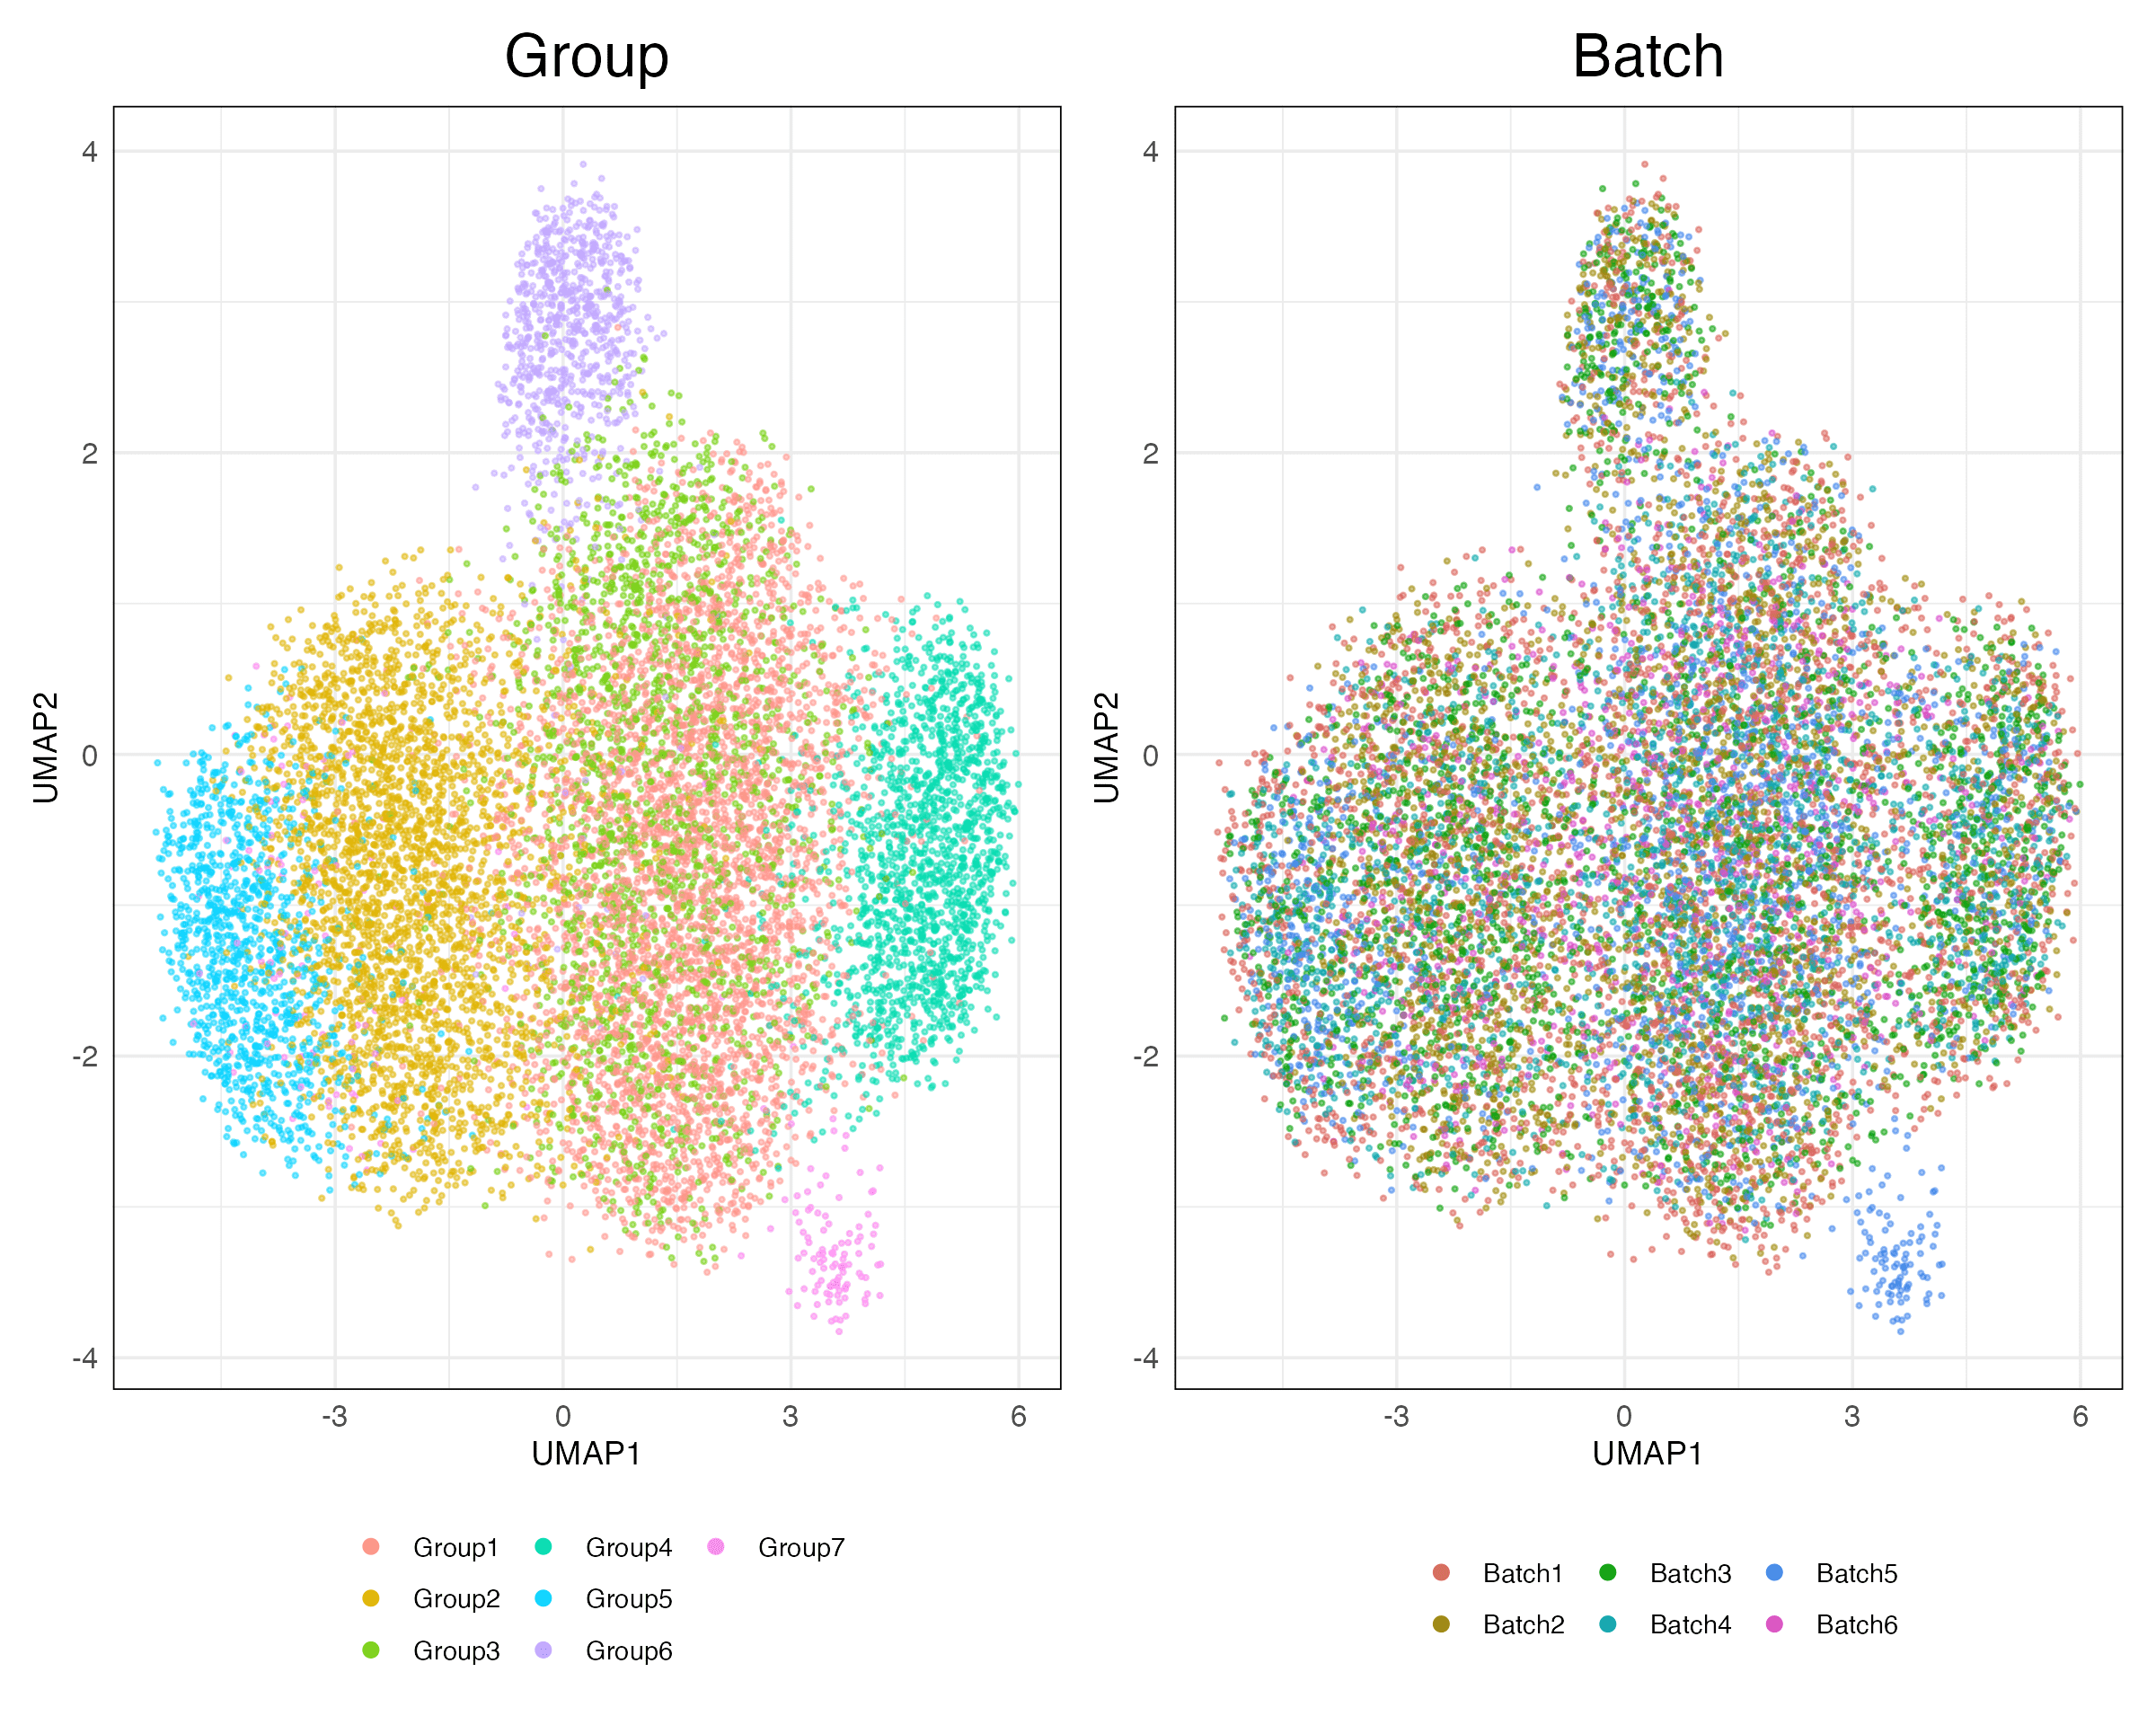 Group
Batch
4
2
0
-2
-4
UMAP2
-3
0
3
6
UMAP1
4
2
0
-2
-4
UMAP2
-3
0
3
6
UMAP1
Group1 Group4 Group7
Group2 Group5
Group3 Group6
Batch1 Batch3 Batch5
Batch2 Batch4 Batch6